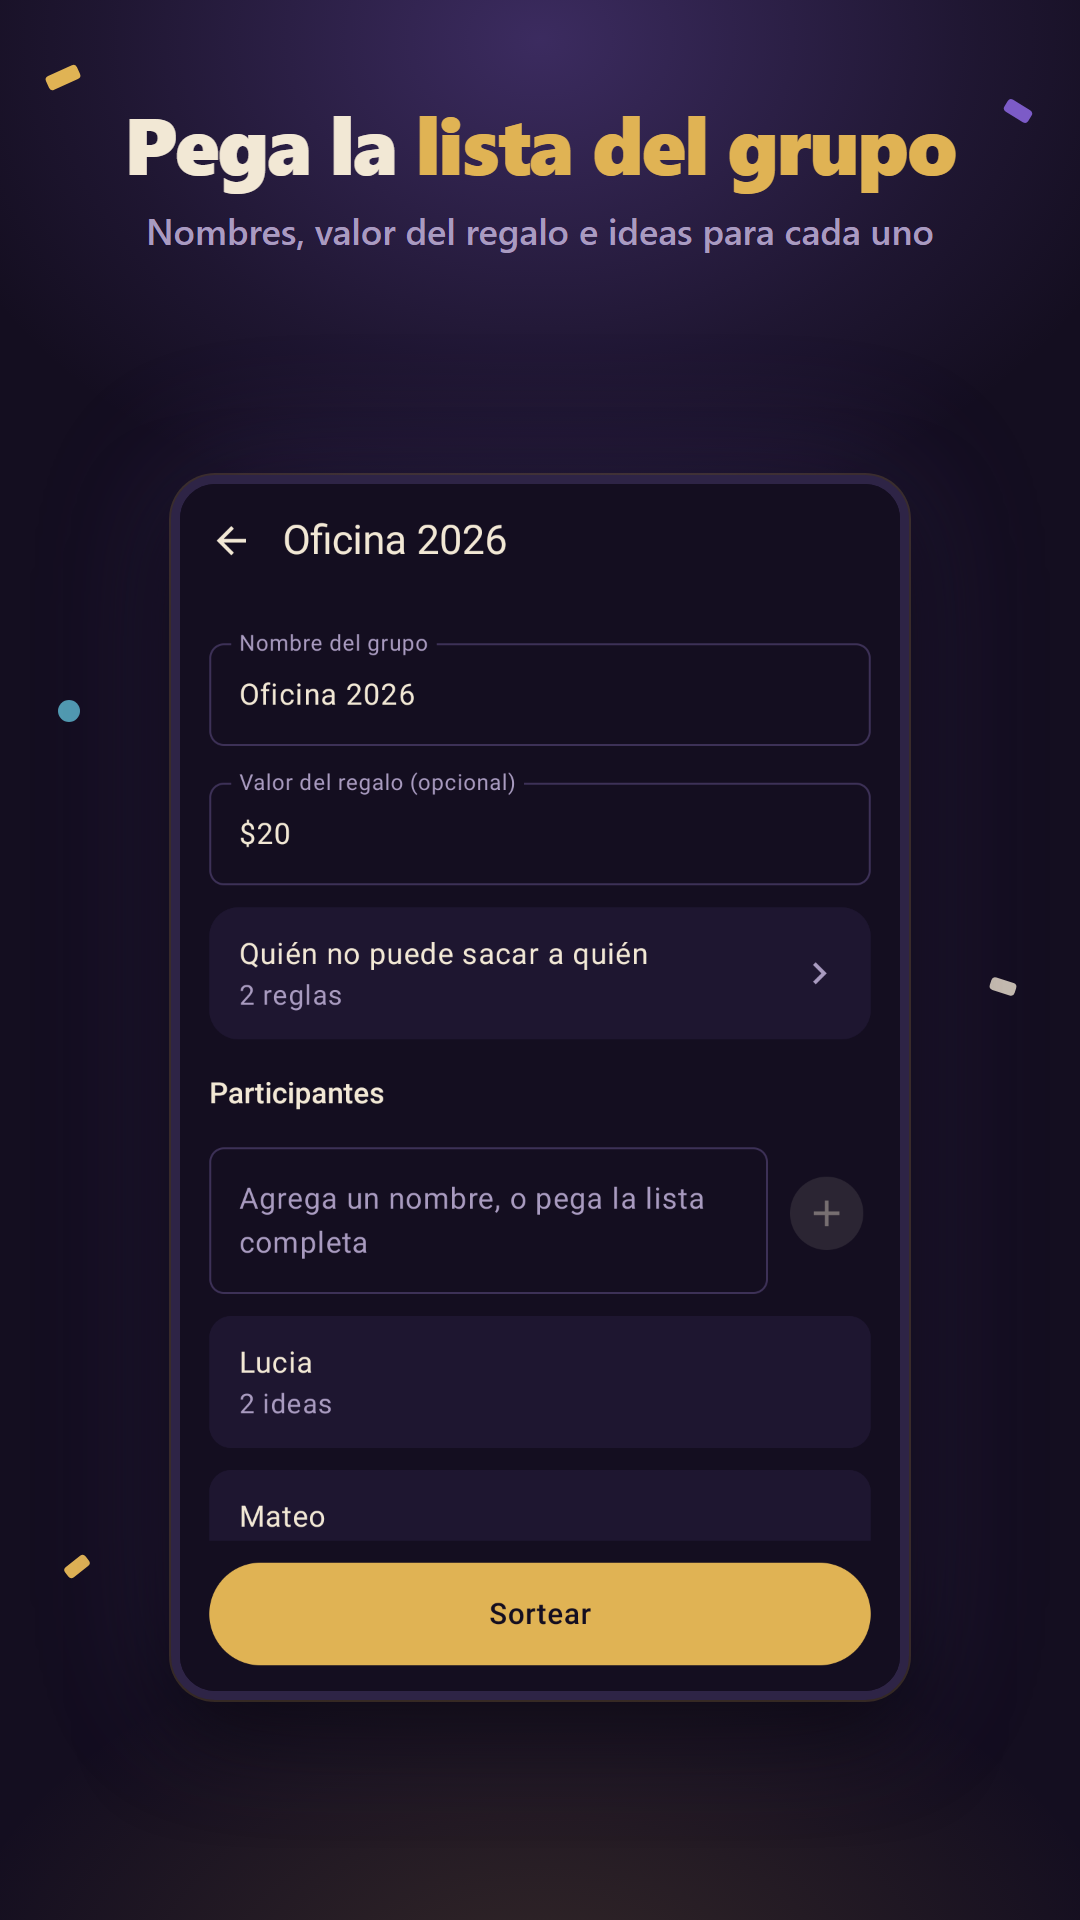 Pega la lista del grupo
Nombres, valor del regalo e ideas para cada uno
Oficina 2026
Nombre del grupo
Oficina 2026
Valor del regalo (opcional)
$20
Quién no puede sacar a quién
2 reglas
Participantes
Agrega un nombre, o pega la lista
completa
Lucia
2 ideas
Mateo
Sortear